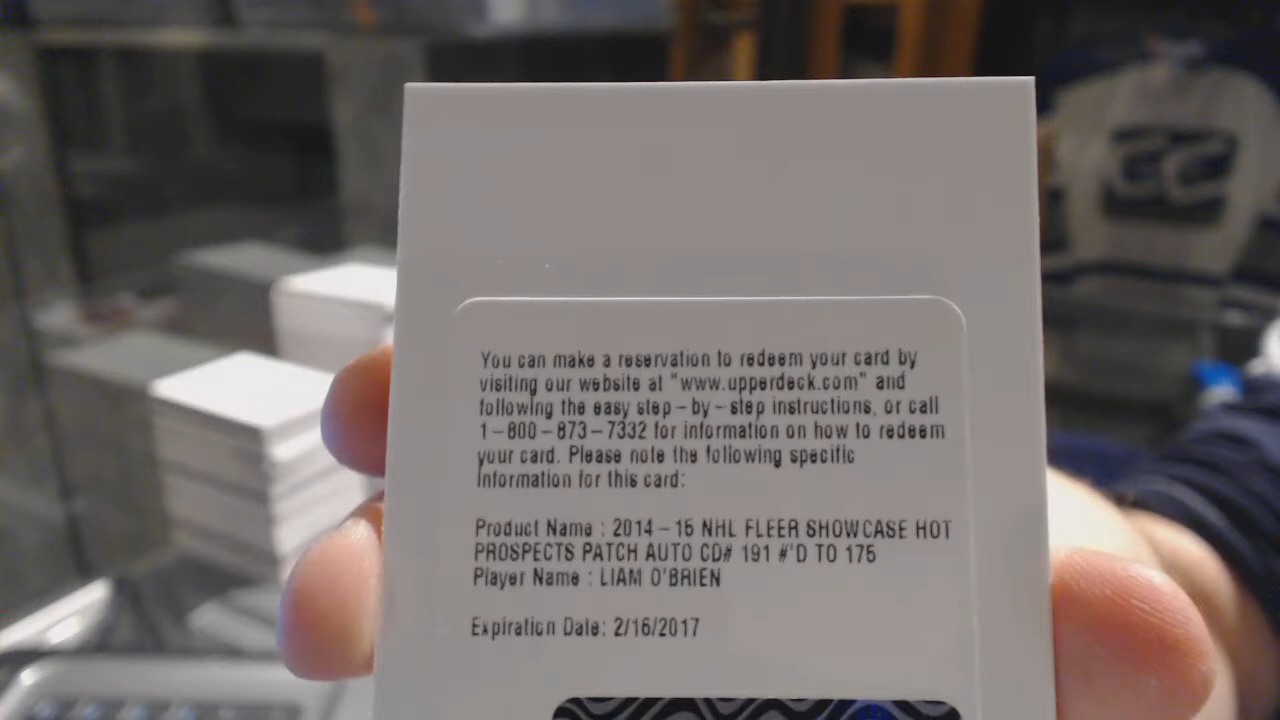 You can make a reservation to redeem your card by
visiting our website at "www.upperdeck.com" and
following the easy step-by-step instructions, or call
1-800-873-7332 for information on how to redeem
your card. Please note the following specific
information for this card:
Product Name : 2014-15 NHL FLEER SHOWCASE HOT
PROSPECTS PATCH AUTO CD# 191 #'D TO 175
Player Name : LIAM O'BRIEN
Expiration Date: 2/16/2017